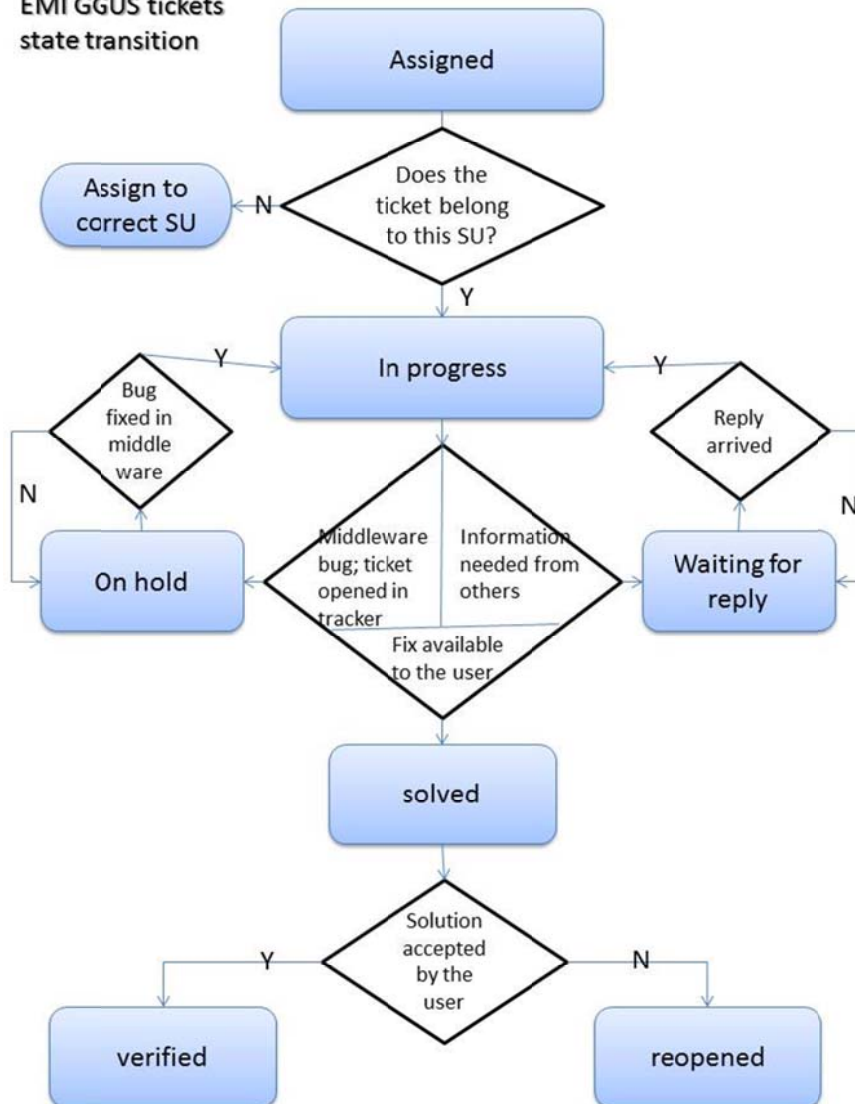 EMI GGUS tickets
state transition
Assigned
Does the
ticket belong
to this SU?
N
Assign to
correct SU
Y
In progress
Y
Y
Bug
fixed in
middle
ware
Reply
arrived
N
N
Middleware
bug; ticket
opened in
tracker
Information
needed from
others
On hold
Waiting for
reply
Fix available
to the user
solved
Solution
accepted
by the
user
Y
N
verified
reopened